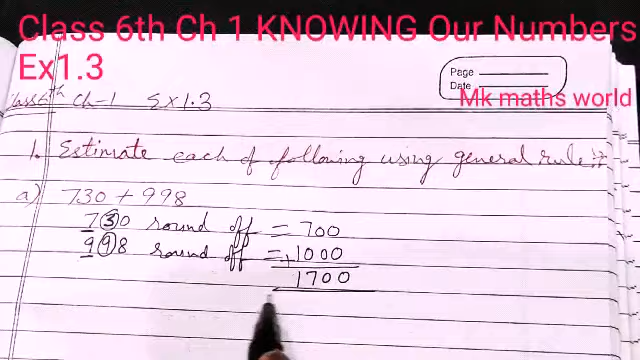 Class 6th Ch 1 KNOWING Our Numbers
Ex1.3
Page
Date
Mk maths world
Class 6th Ch-1 Ex 1.3
1. Estimate each of following using general rule:-
a) 730 + 998
730 round off = 700
998 round off = +1000
1700